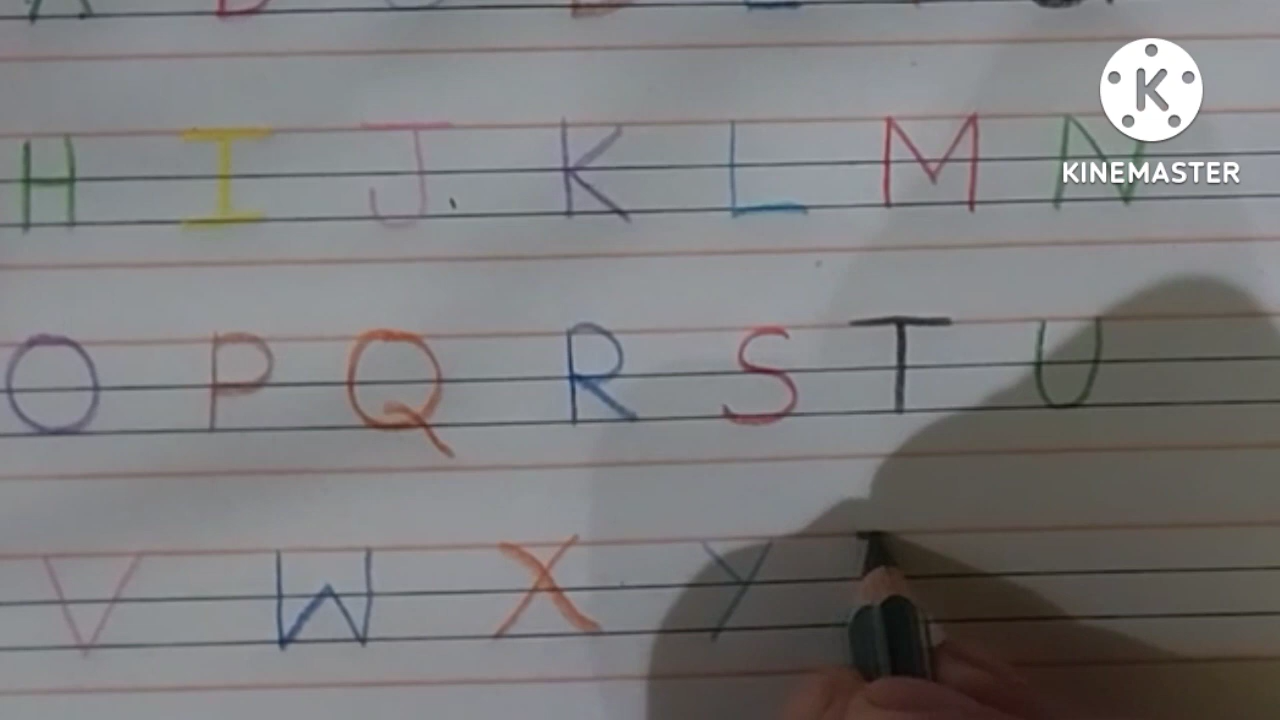 H I J K L M N
O P Q R S T U
V W X Y
K
KINEMASTER